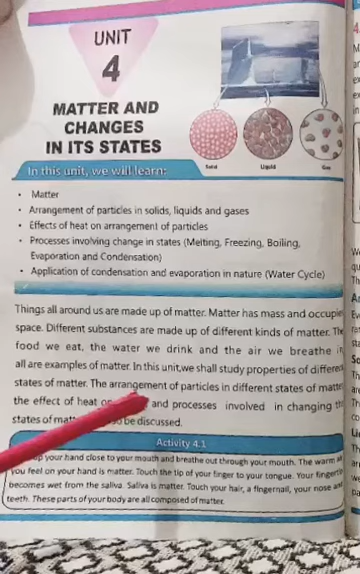 UNIT
4
MATTER AND
CHANGES
IN ITS STATES
Solid Liquid Gas
In this unit, we will learn:
• Matter
• Arrangement of particles in solids, liquids and gases
• Effects of heat on arrangement of particles
• Processes involving change in states (Melting, Freezing, Boiling,
Evaporation and Condensation)
• Application of condensation and evaporation in nature (Water Cycle)
Things all around us are made up of matter. Matter has mass and occupie
space. Different substances are made up of different kinds of matter. The
food we eat, the water we drink and the air we breathe in
all are examples of matter. In this unit,we shall study properties of differen
states of matter. The arrangement of particles in different states of matte
the effect of heat on and processes involved in changing th
states of be discussed.
Activity 4.1
your hand close to your mouth and breathe out through your mouth. The warm
you feel on your hand is matter. Touch the tip of your finger to your tongue. Your finger
becomes wet from the saliva. Saliva is matter. Touch your hair, a fingernail, your nose and
teeth. These parts of your body are all composed of matter.